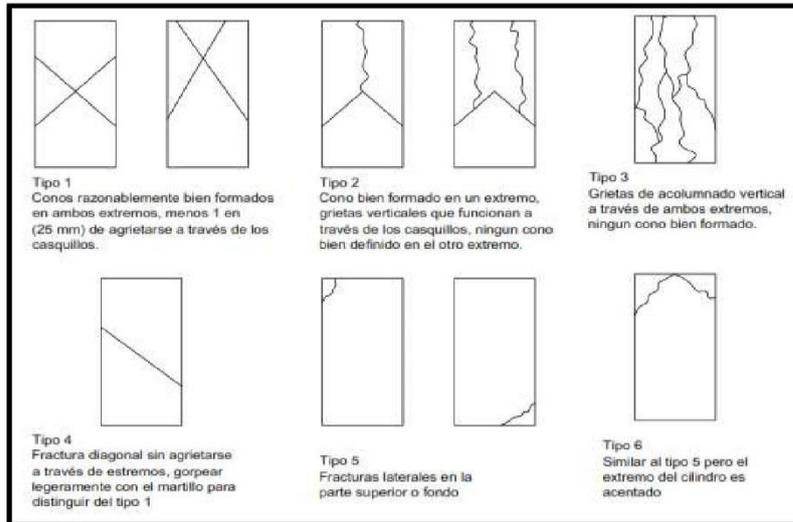 Tipo 1
Conos razonablemente bien formados
en ambos extremos, menos 1 en
(25 mm) de agrietarse a través de los
casquillos.
Tipo 2
Cono bien formado en un extremo,
grietas verticales que funcionan a
través de los casquillos, ningun cono
bien definido en el otro extremo.
Tipo 3
Grietas de acolumnado vertical
a través de ambos extremos,
ningun cono bien formado.
Tipo 4
Fractura diagonal sin agrietarse
a través de estremos, gorpear
legeramente con el martillo para
distinguir del tipo 1
Tipo 5
Fracturas laterales en la
parte superior o fondo
Tipo 6
Similar al tipo 5 pero el
extremo del cilindro es
acentado